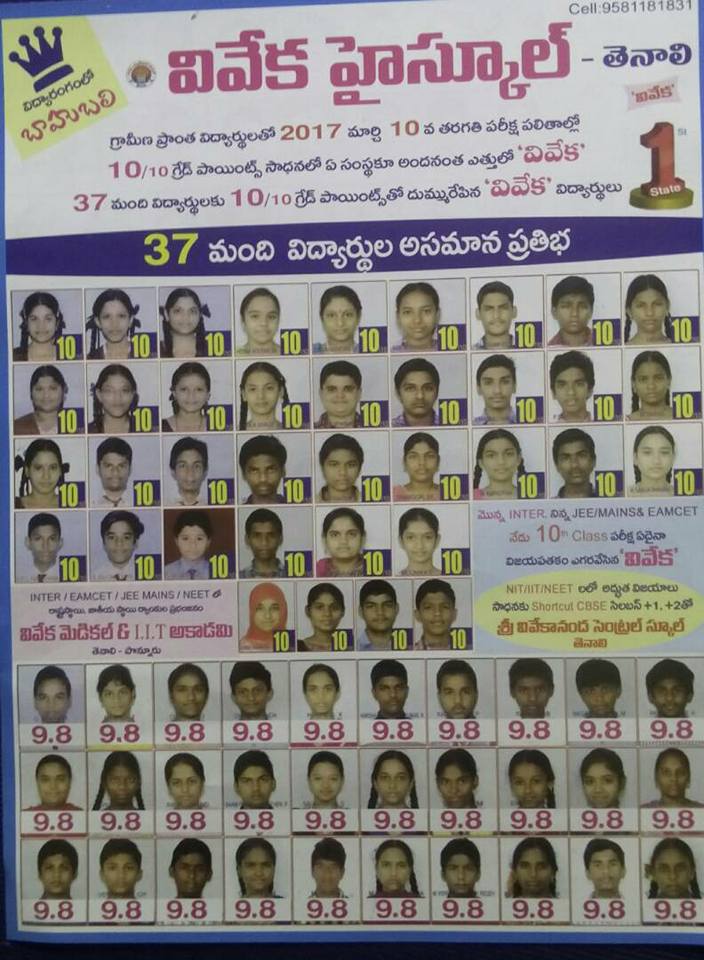 Cell:9581181831
విద్యారంగంలో
బాహుబలి
వివేక హైస్కూల్ - తెనాలి
'వివేక'
1st
State
గ్రామీణ ప్రాంత విద్యార్థులతో 2017 మార్చి 10 వ తరగతి పరీక్ష ఫలితాల్లో
10/10 గ్రేడ్ పాయింట్స్ సాధనలో ఏ సంస్థకూ అందనంత ఎత్తులో 'వివేక'
37 మంది విద్యార్థులకు 10/10 గ్రేడ్ పాయింట్స్‌తో దుమ్మురేపిన 'వివేక' విద్యార్థులు
37 మంది విద్యార్థుల అసమాన ప్రతిభ
10 10 10 10 10 10 10 10 10
10 10 10 10 10 10 10 10 10
10 10 10 10 10 10 10 10 10
10 10 10 10 10 10
మొన్న INTER. నిన్న JEE/MAINS& EAMCET
నేడు 10th Class పరీక్ష ఏదైనా
విజయపతకం ఎగరవేసిన 'వివేక'
INTER / EAMCET / JEE MAINS / NEET లో
రాష్ట్రస్థాయి, జాతీయ స్థాయి ర్యాంకుల ప్రభంజనం
వివేక మెడికల్ & I.I.T అకాడమి
తెనాలి - పొన్నూరు
10 10 10 10
NIT/IIT/NEET లలో అద్భుత విజయాలు
సాధనకు Shortcut CBSE సిలబస్ +1, +2తో
శ్రీ వివేకానంద సెంట్రల్ స్కూల్
తెనాలి
9.8 9.8 9.8 9.8 9.8 9.8 9.8 9.8 9.8 9.8
9.8 9.8 9.8 9.8 9.8 9.8 9.8 9.8 9.8 9.8
9.8 9.8 9.8 9.8 9.8 9.8 9.8 9.8 9.8 9.8